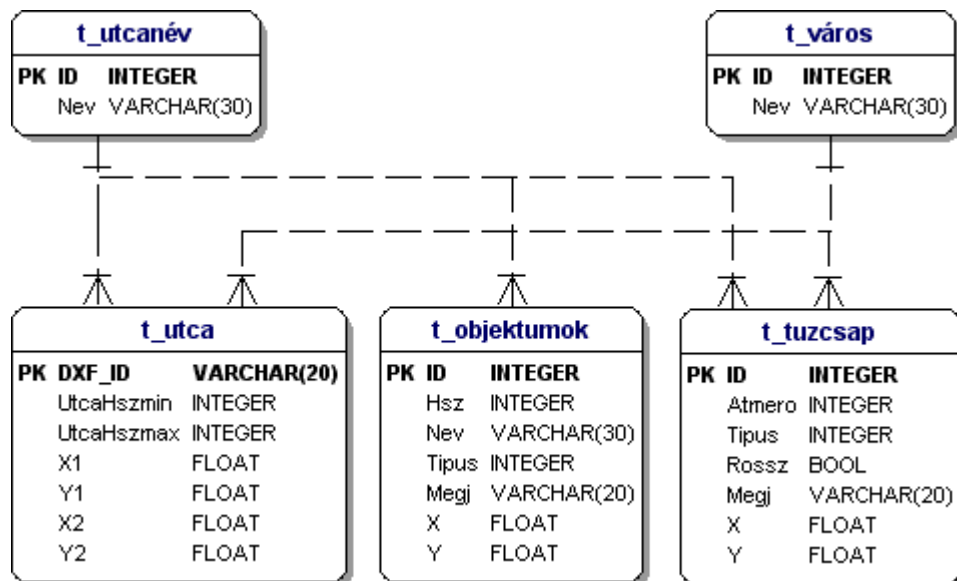 t_utcanév
PK ID INTEGER
Nev VARCHAR(30)
t_város
PK ID INTEGER
Nev VARCHAR(30)
t_utca
PK DXF_ID VARCHAR(20)
UtcaHszmin INTEGER
UtcaHszmax INTEGER
X1 FLOAT
Y1 FLOAT
X2 FLOAT
Y2 FLOAT
t_objektumok
PK ID INTEGER
Hsz INTEGER
Nev VARCHAR(30)
Tipus INTEGER
Megj VARCHAR(20)
X FLOAT
Y FLOAT
t_tuzcsap
PK ID INTEGER
Atmero INTEGER
Tipus INTEGER
Rossz BOOL
Megj VARCHAR(20)
X FLOAT
Y FLOAT